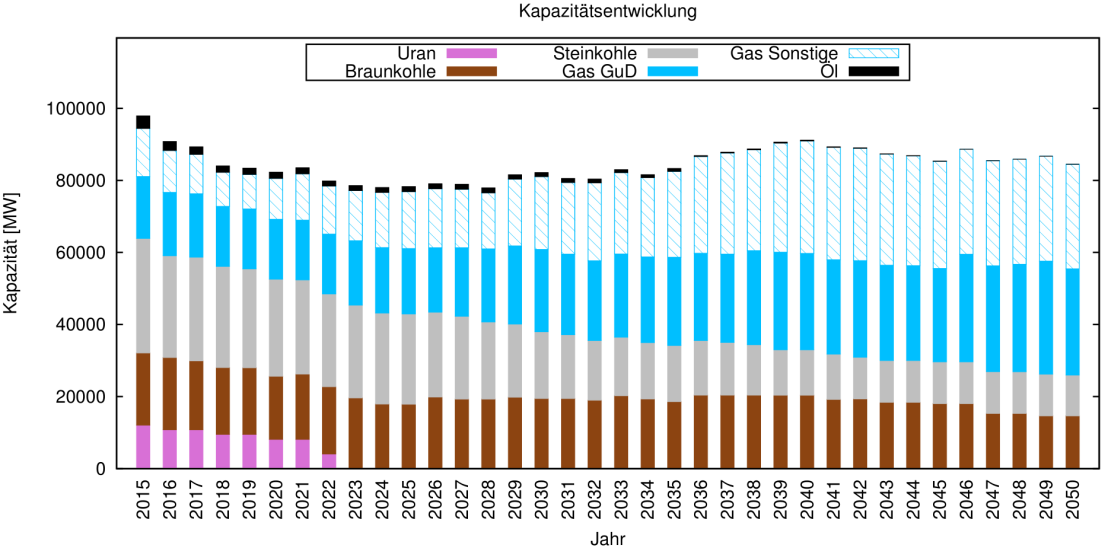 Kapazitätsentwicklung
Uran Steinkohle Gas Sonstige
Braunkohle Gas GuD Öl
Kapazität [MW]
100000
80000
60000
40000
20000
0
2015 2016 2017 2018 2019 2020 2021 2022 2023 2024 2025 2026 2027 2028 2029 2030 2031 2032 2033 2034 2035 2036 2037 2038 2039 2040 2041 2042 2043 2044 2045 2046 2047 2048 2049 2050
Jahr